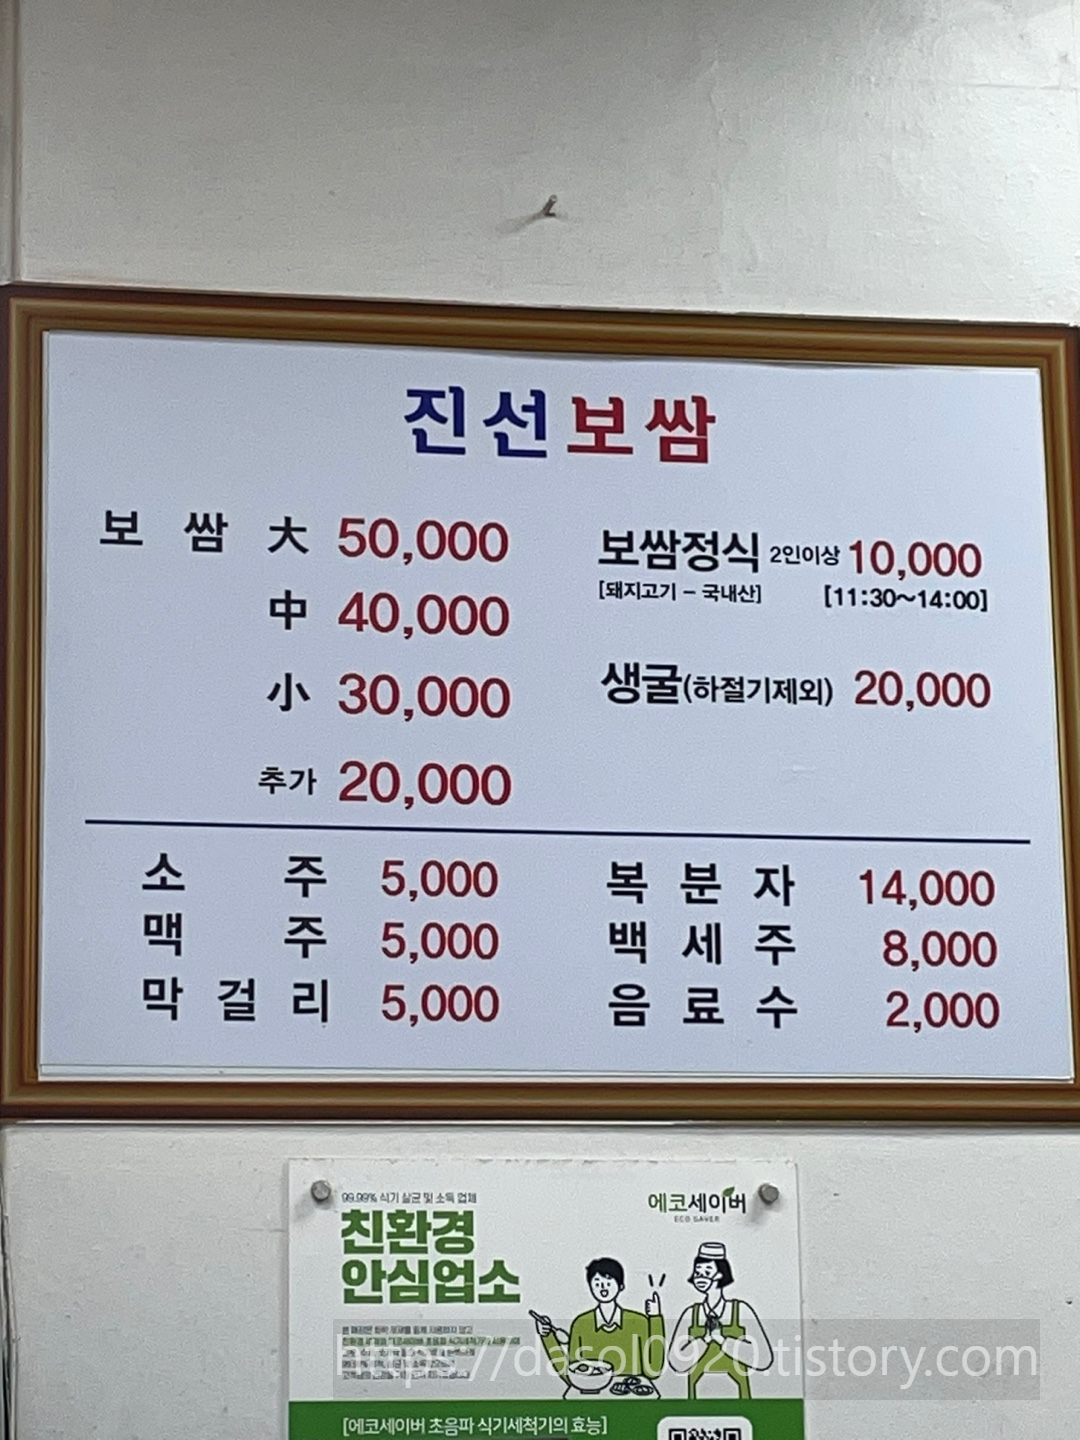 진선보쌈
보쌈 大 50,000
中 40,000
小 30,000
추가 20,000
보쌈정식 2인이상 10,000
[돼지고기 - 국내산] [11:30~14:00]
생굴(하절기제외) 20,000
소주 5,000
맥주 5,000
막걸리 5,000
복분자 14,000
백세주 8,000
음료수 2,000
99.99% 식기 살균 및 소독 업체
친환경
안심업소
에코세이버
ECO SAVER
https://dasol0920.tistory.com
[에코세이버 초음파 식기세척기의 효능]